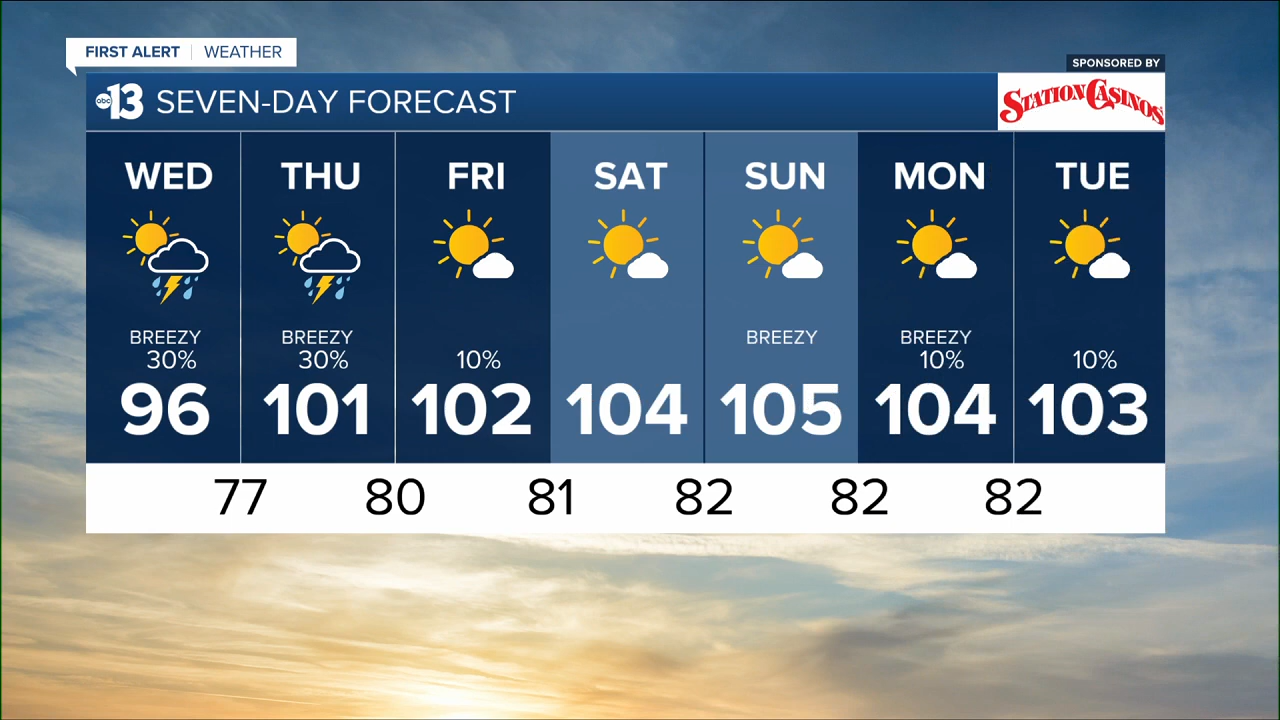 FIRST ALERT | WEATHER
SPONSORED BY
abc 13 SEVEN-DAY FORECAST
STATION CASINOS
WED THU FRI SAT SUN MON TUE
BREEZY BREEZY BREEZY BREEZY
30% 30% 10% 10% 10%
96 101 102 104 105 104 103
77 80 81 82 82 82